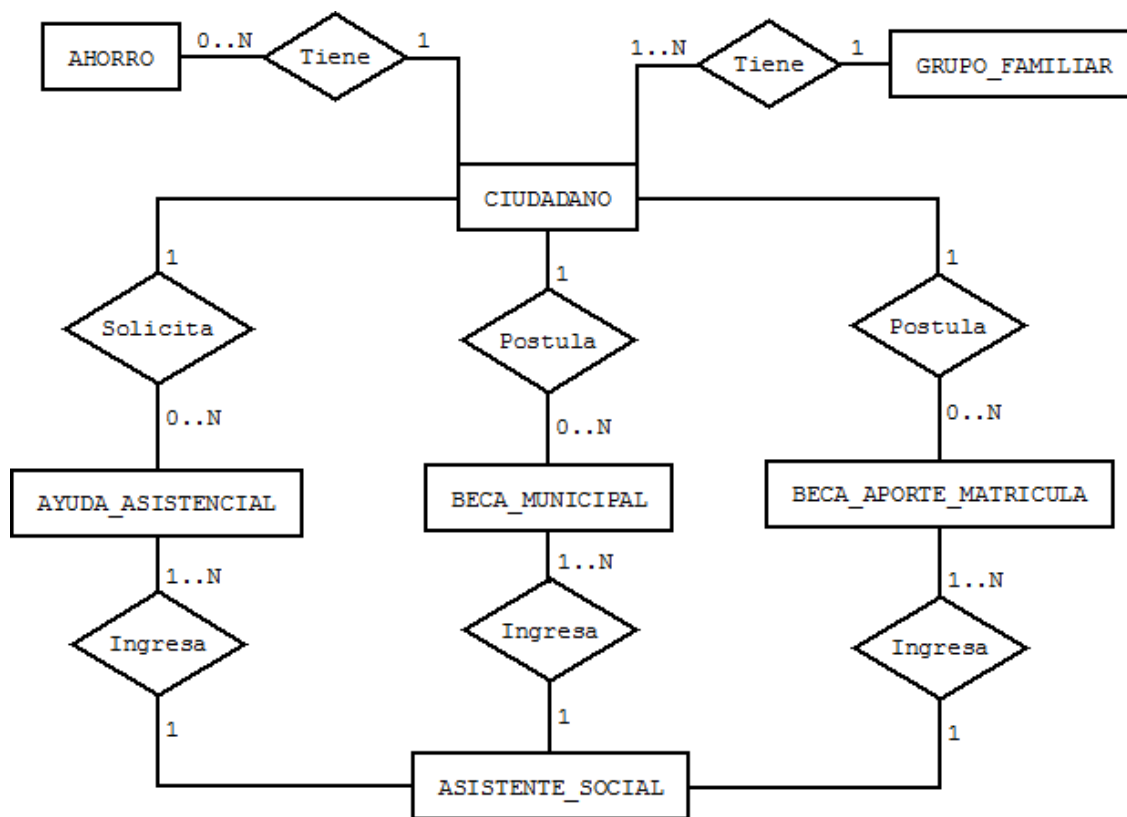 AHORRO
0..N
Tiene
1
1..N
Tiene
1
GRUPO_FAMILIAR
CIUDADANO
1
1
1
Solicita
Postula
Postula
0..N
0..N
0..N
AYUDA_ASISTENCIAL
BECA_MUNICIPAL
BECA_APORTE_MATRICULA
1..N
1..N
1..N
Ingresa
Ingresa
Ingresa
1
1
1
ASISTENTE_SOCIAL